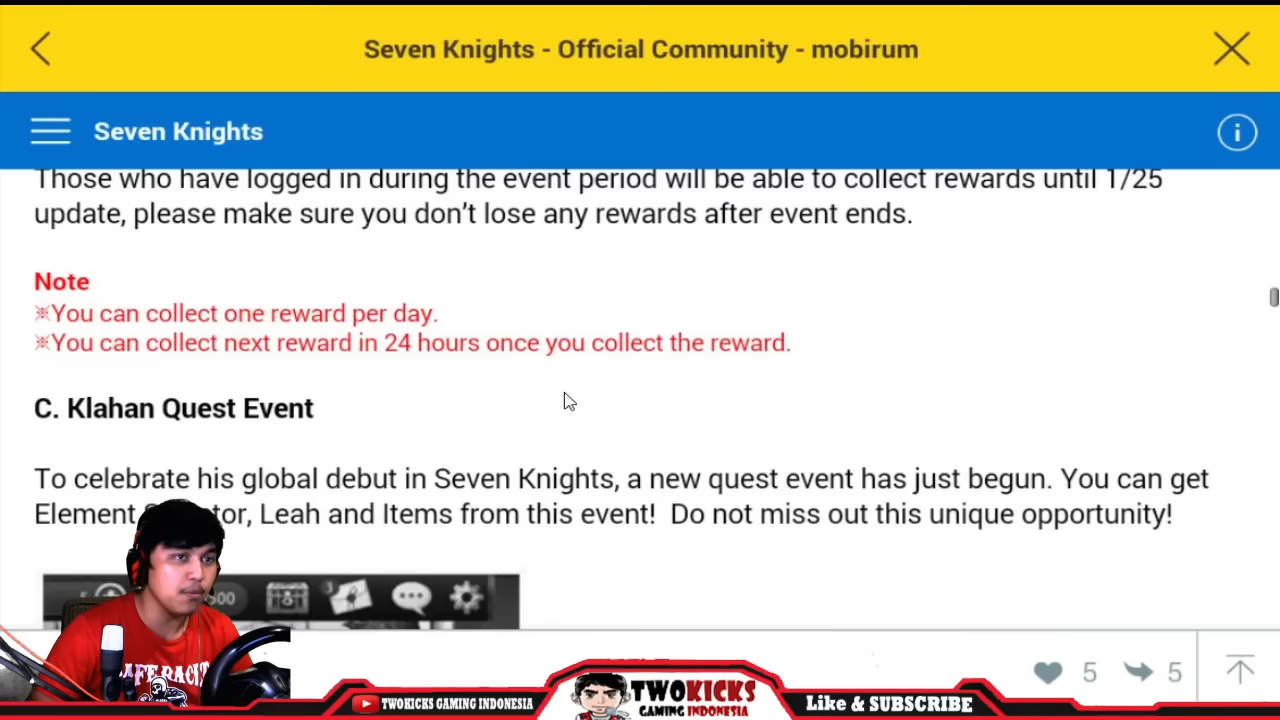 Seven Knights - Official Community - mobirum
Seven Knights
Those who have logged in during the event period will be able to collect rewards until 1/25
update, please make sure you don't lose any rewards after event ends.
Note
※You can collect one reward per day.
※You can collect next reward in 24 hours once you collect the reward.
C. Klahan Quest Event
To celebrate his global debut in Seven Knights, a new quest event has just begun. You can get
Element, Leah and Items from this event! Do not miss out this unique opportunity!
5 5
TWOKICKS GAMING INDONESIA
TWOKICKS
GAMING INDONESIA
Like & SUBSCRIBE